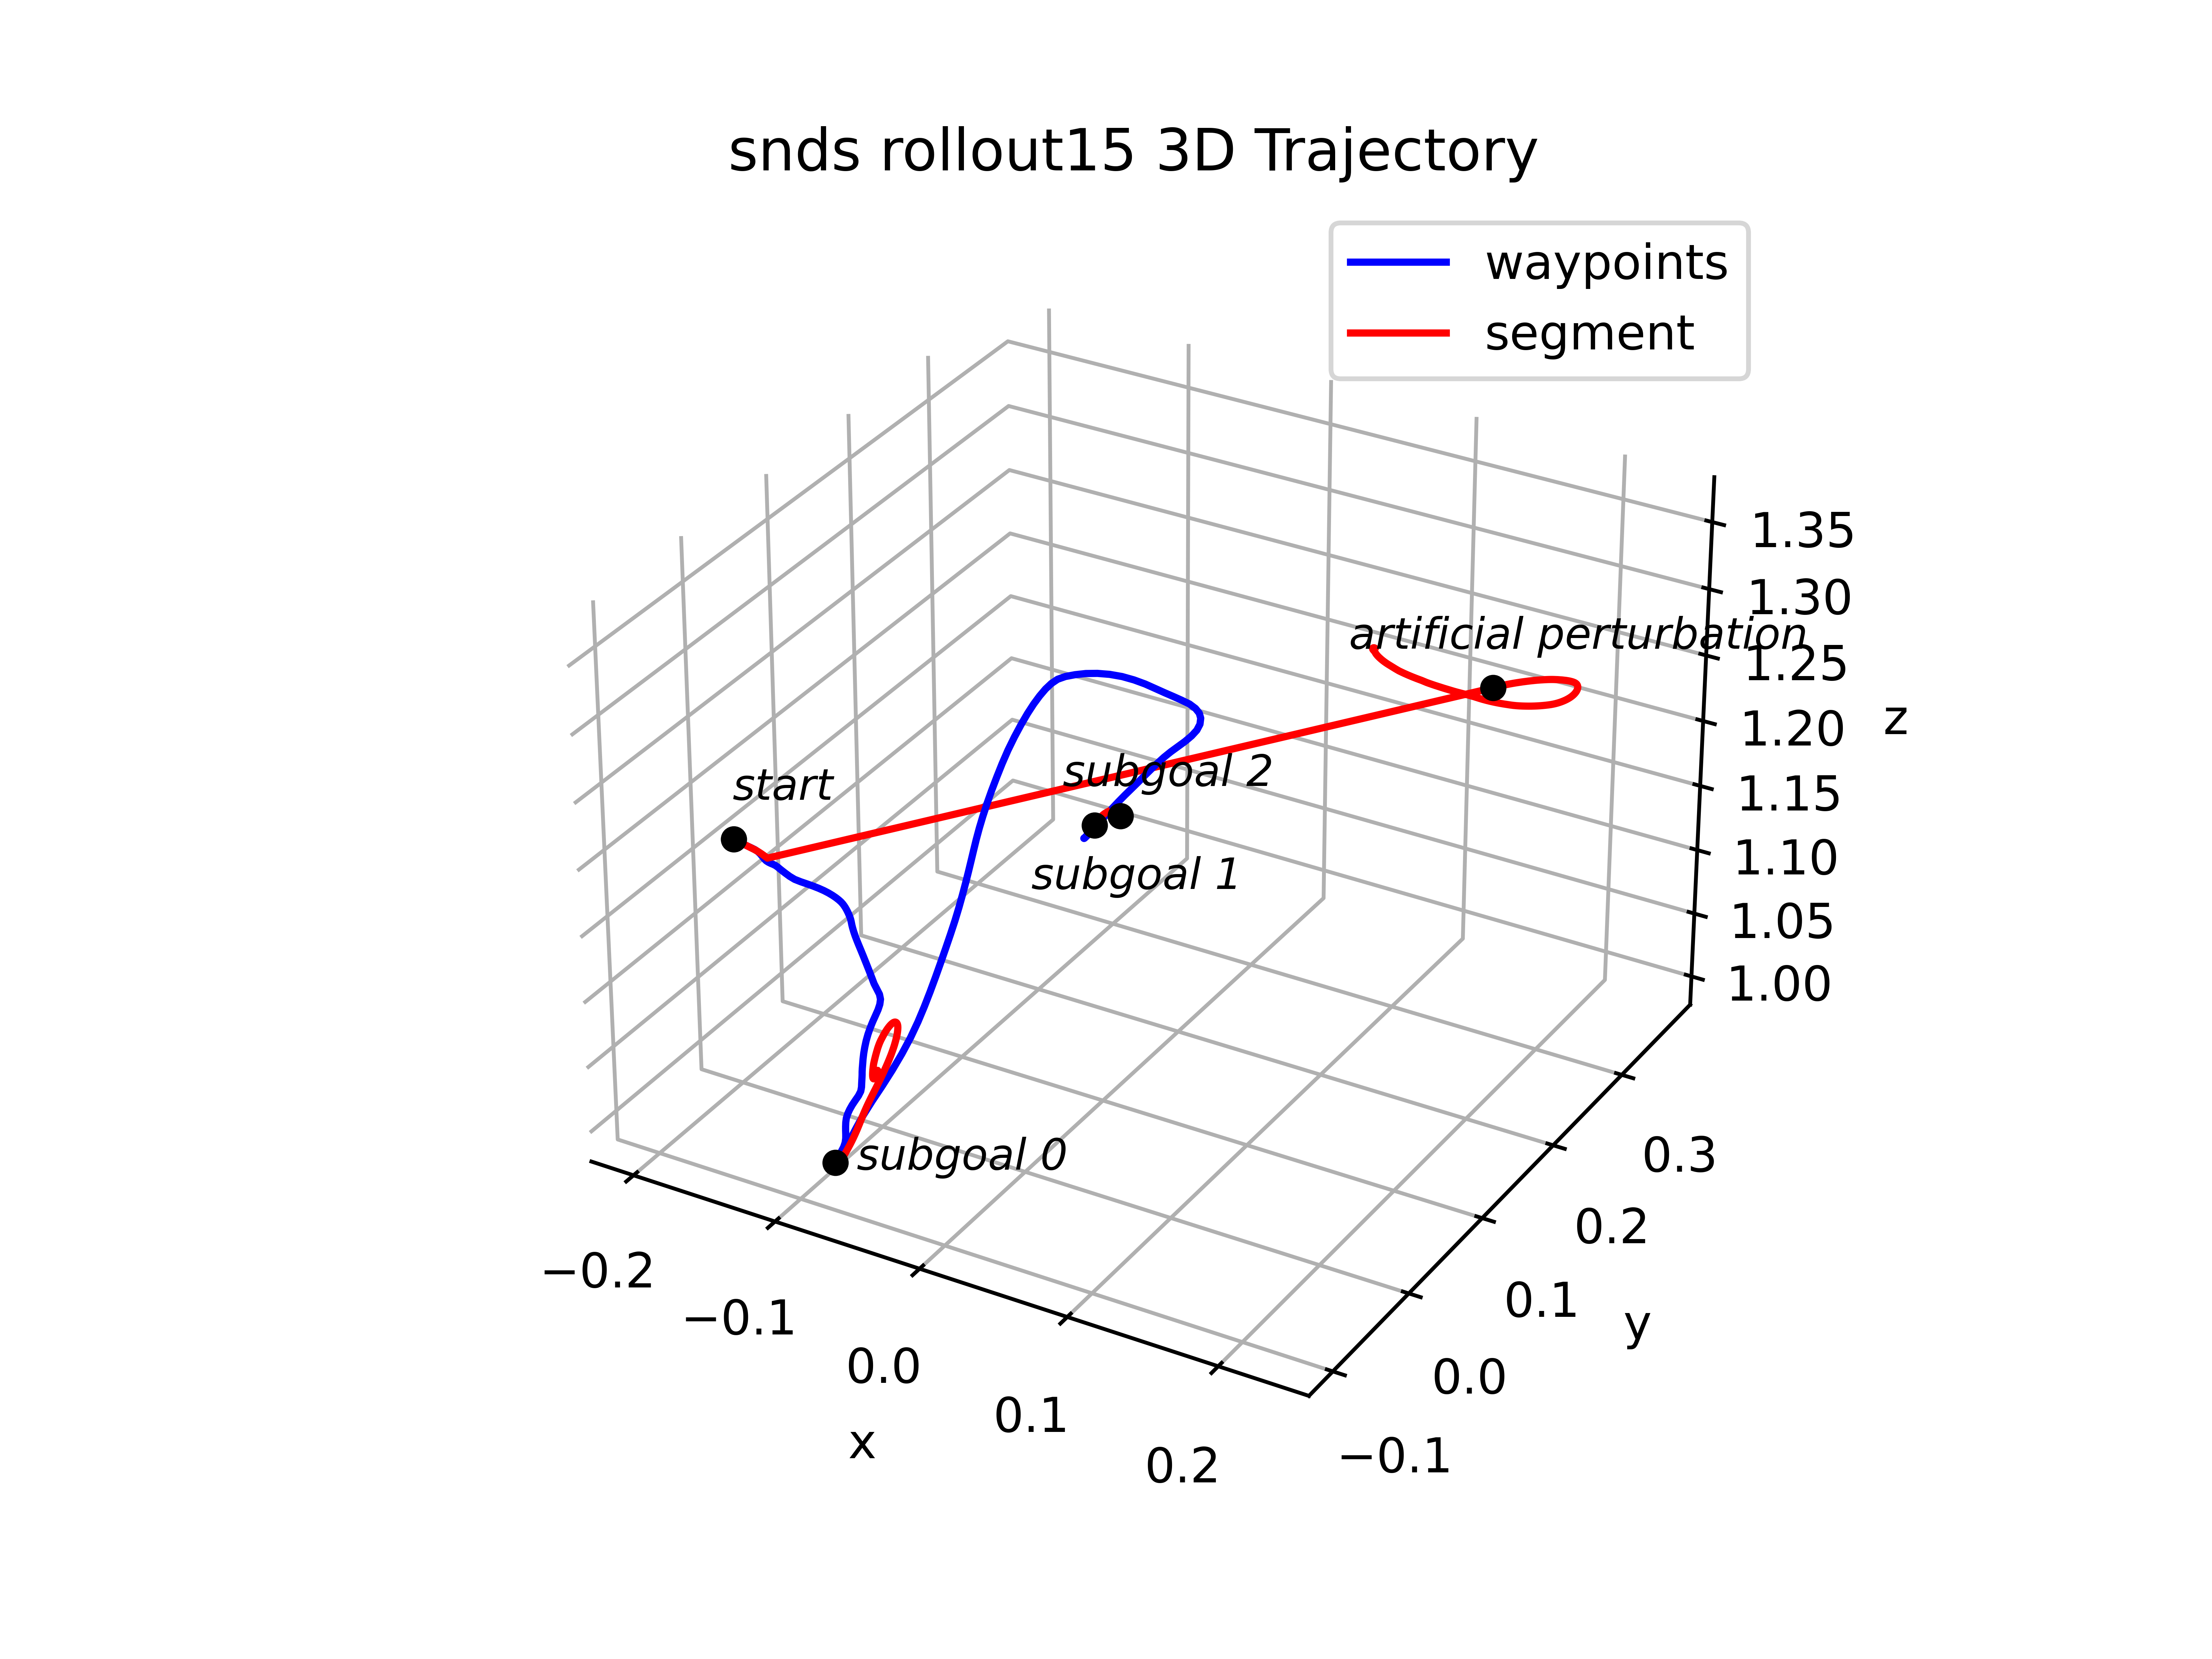 snds rollout15 3D Trajectory
waypoints
segment
artificial perturbation
start
subgoal 2
subgoal 1
subgoal 0
1.35
1.30
1.25
1.20
1.15
1.10
1.05
1.00
z
0.3
0.2
0.1
0.0
−0.1
y
−0.2
−0.1
0.0
0.1
0.2
x